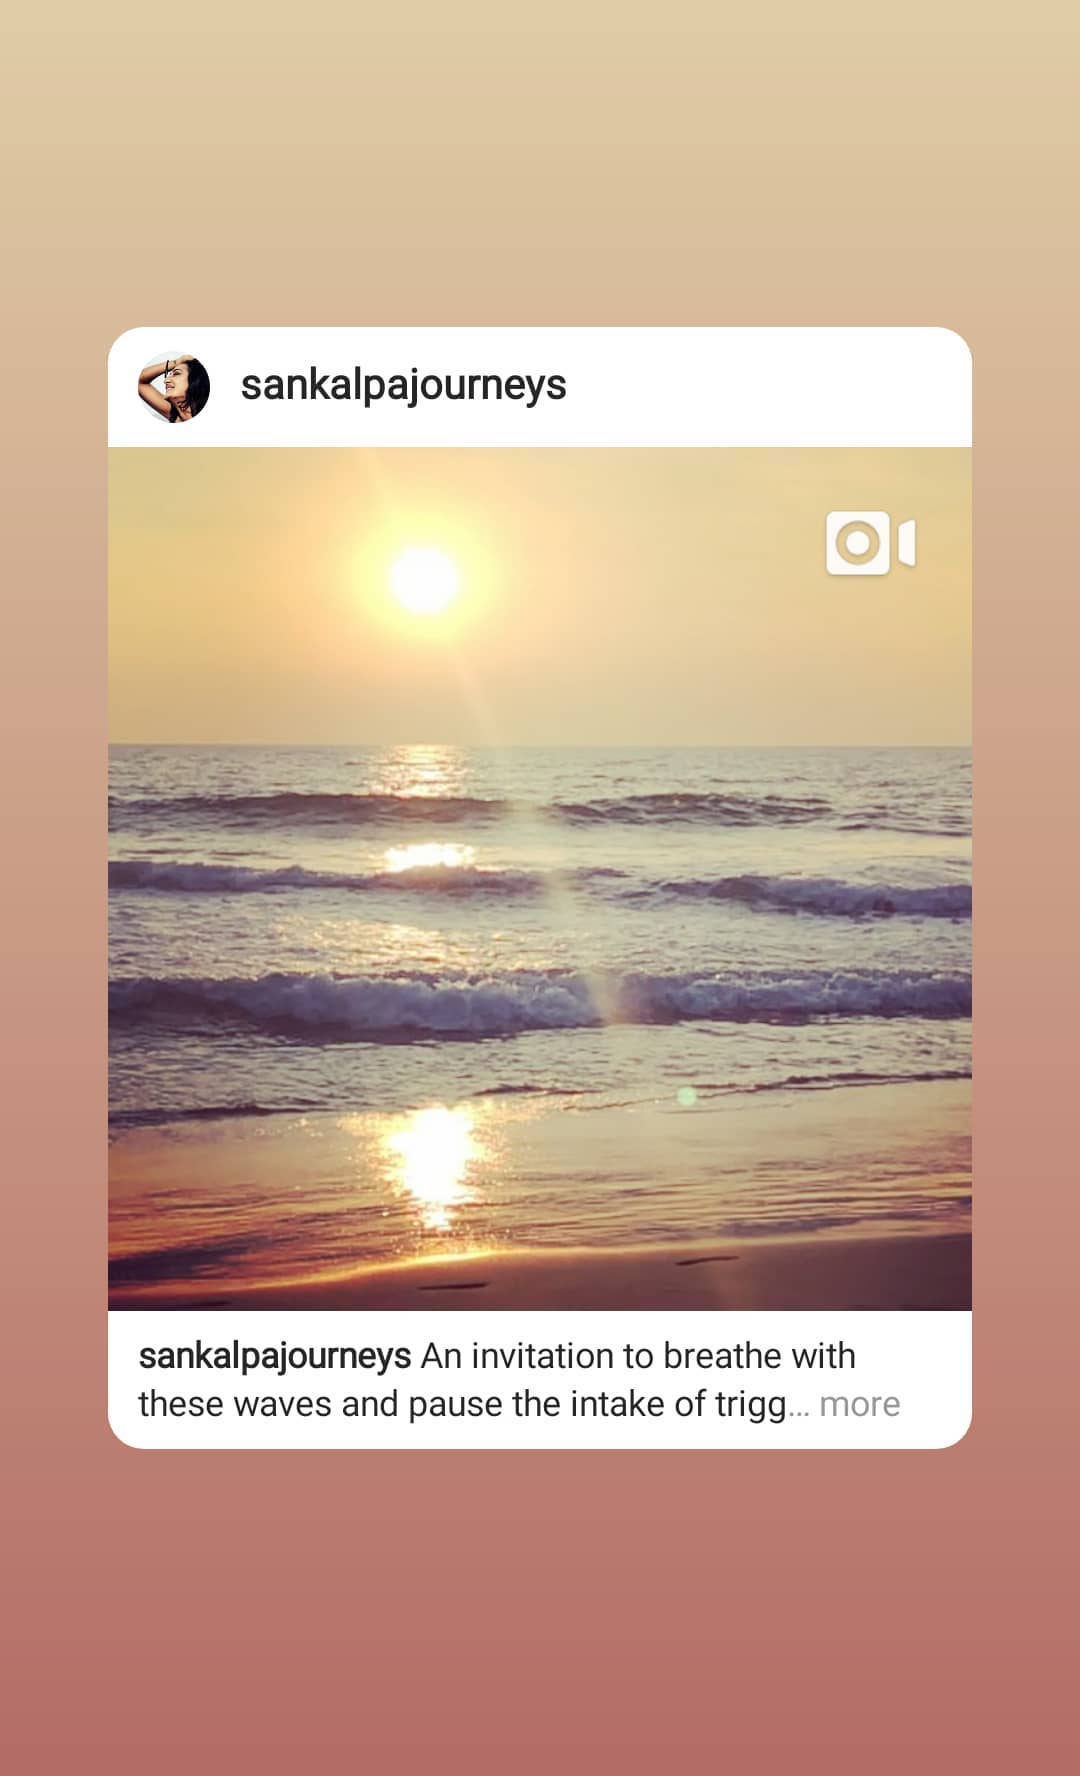 sankalpajourneys
sankalpajourneys An invitation to breathe with
these waves and pause the intake of trigg... more